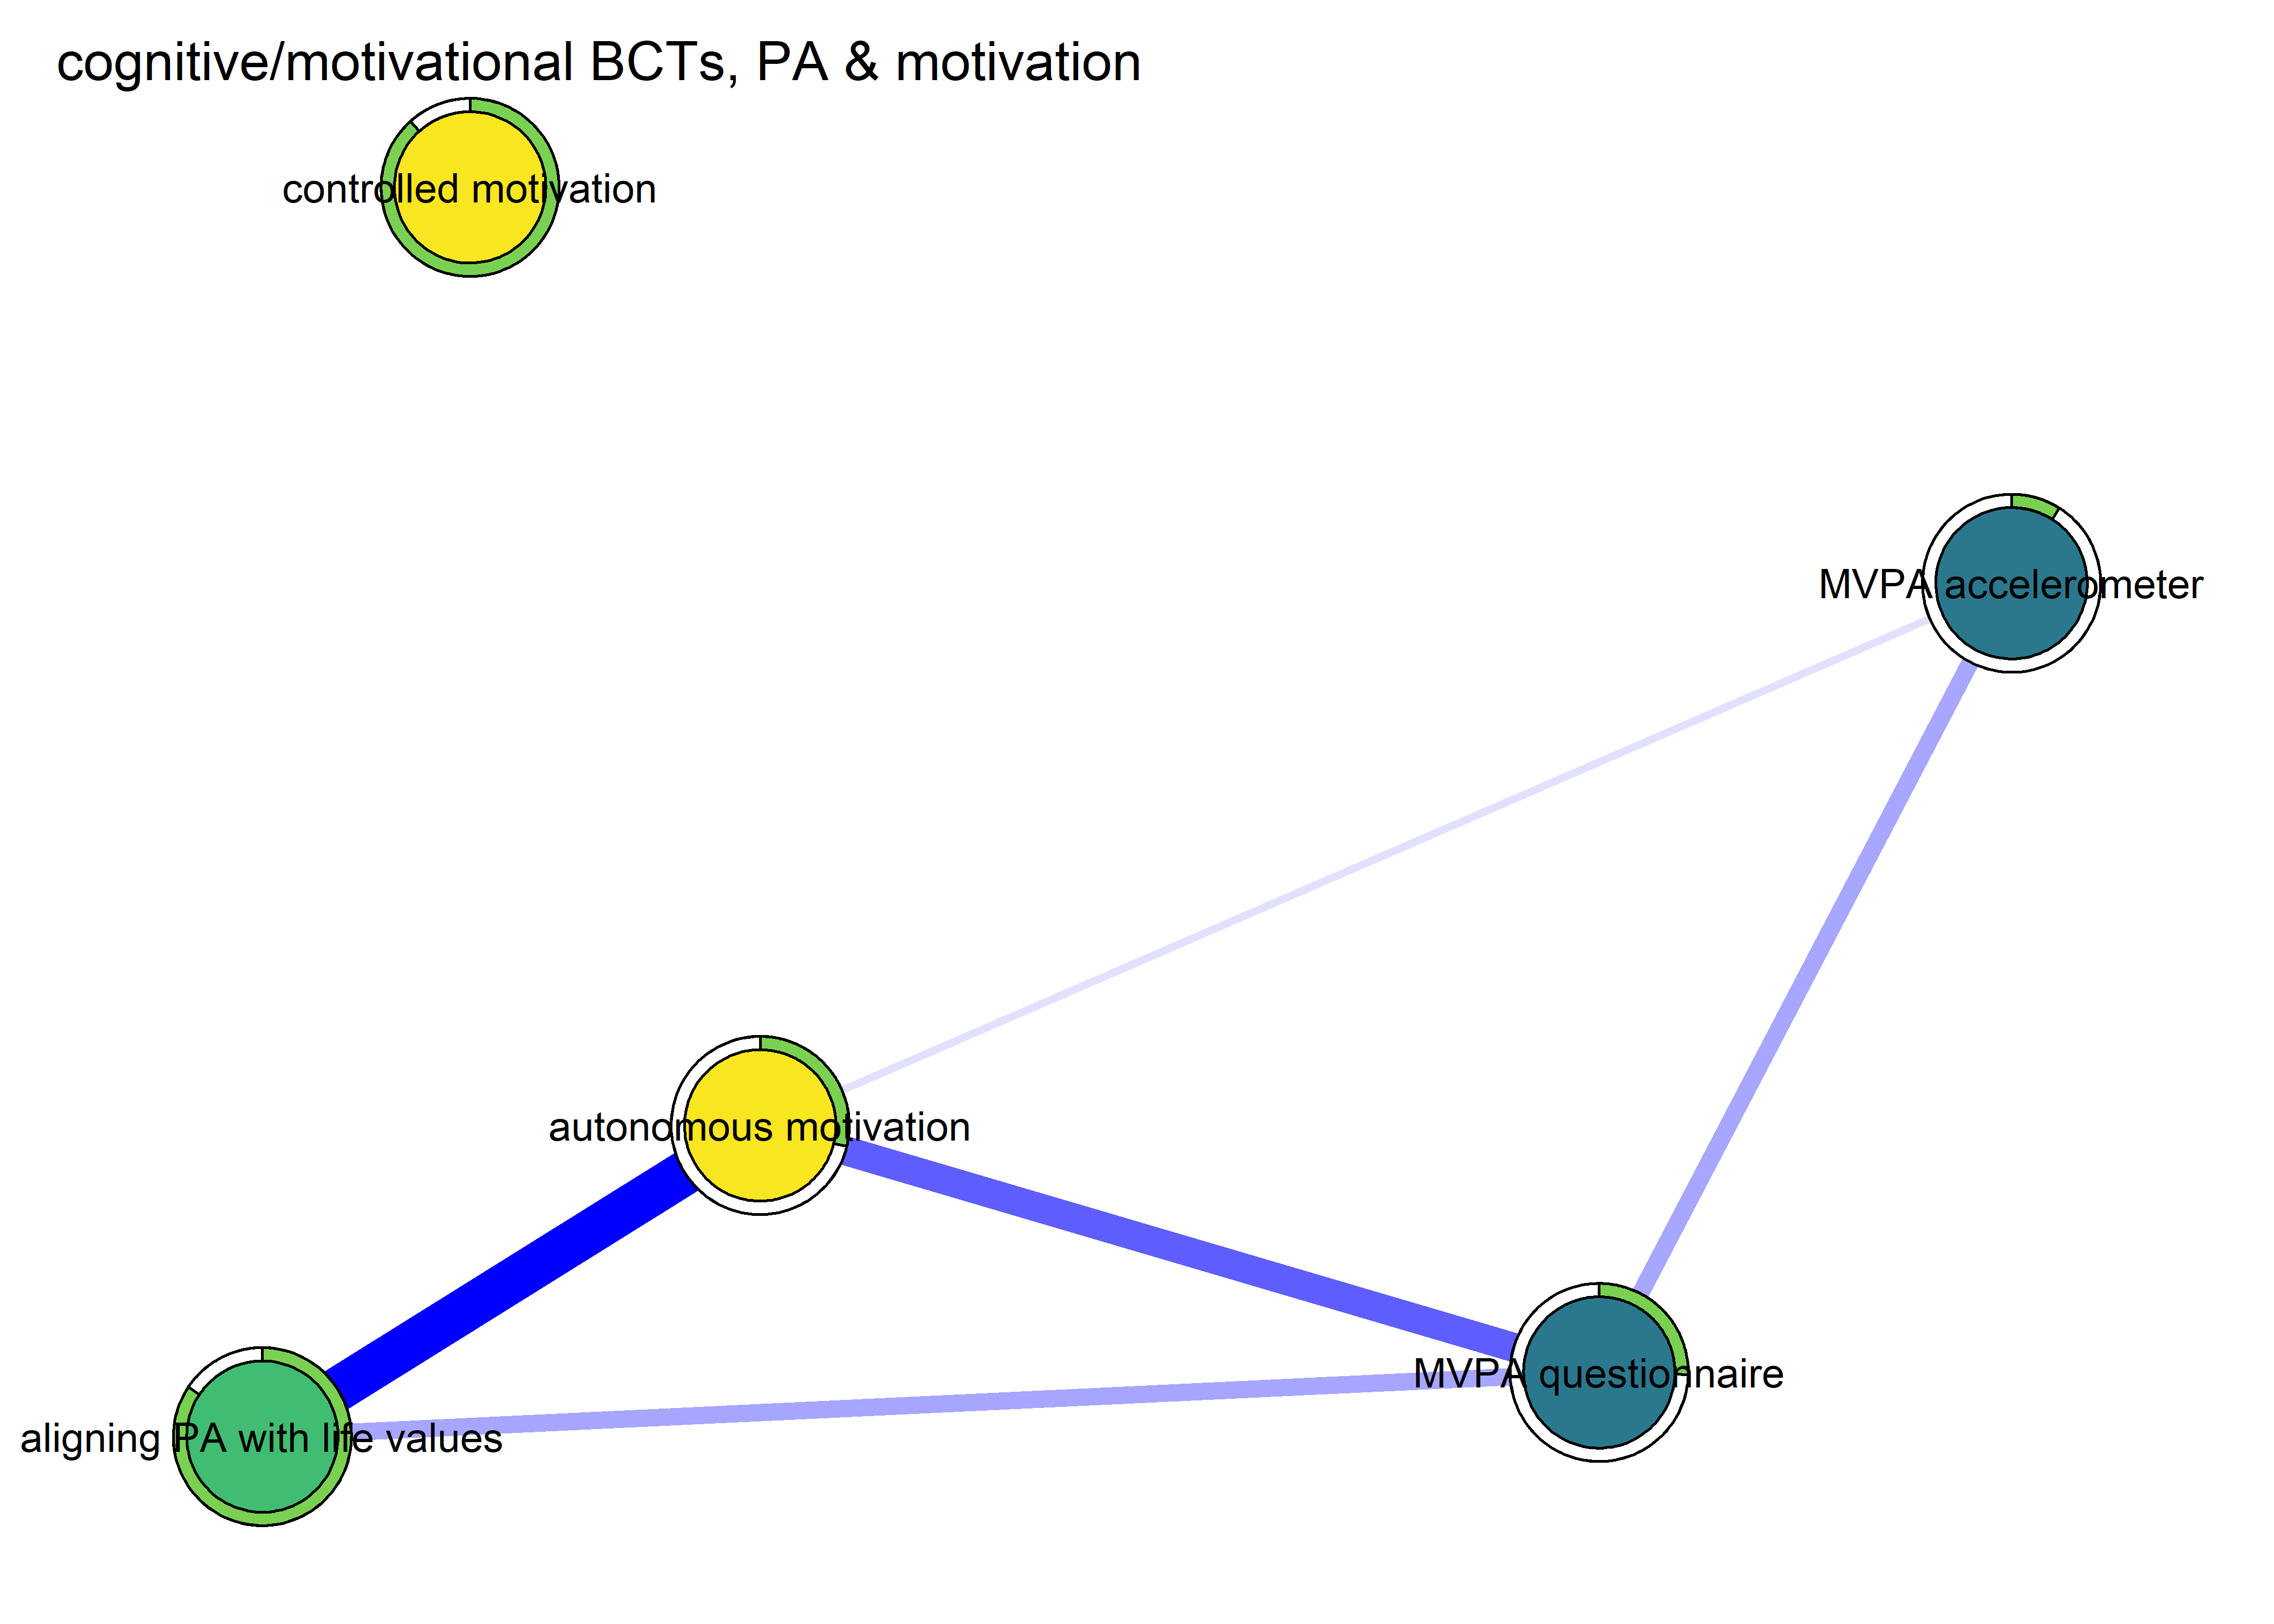 cognitive/motivational BCTs, PA & motivation
controlled motivation
MVPA accelerometer
autonomous motivation
MVPA questionnaire
aligning PA with life values